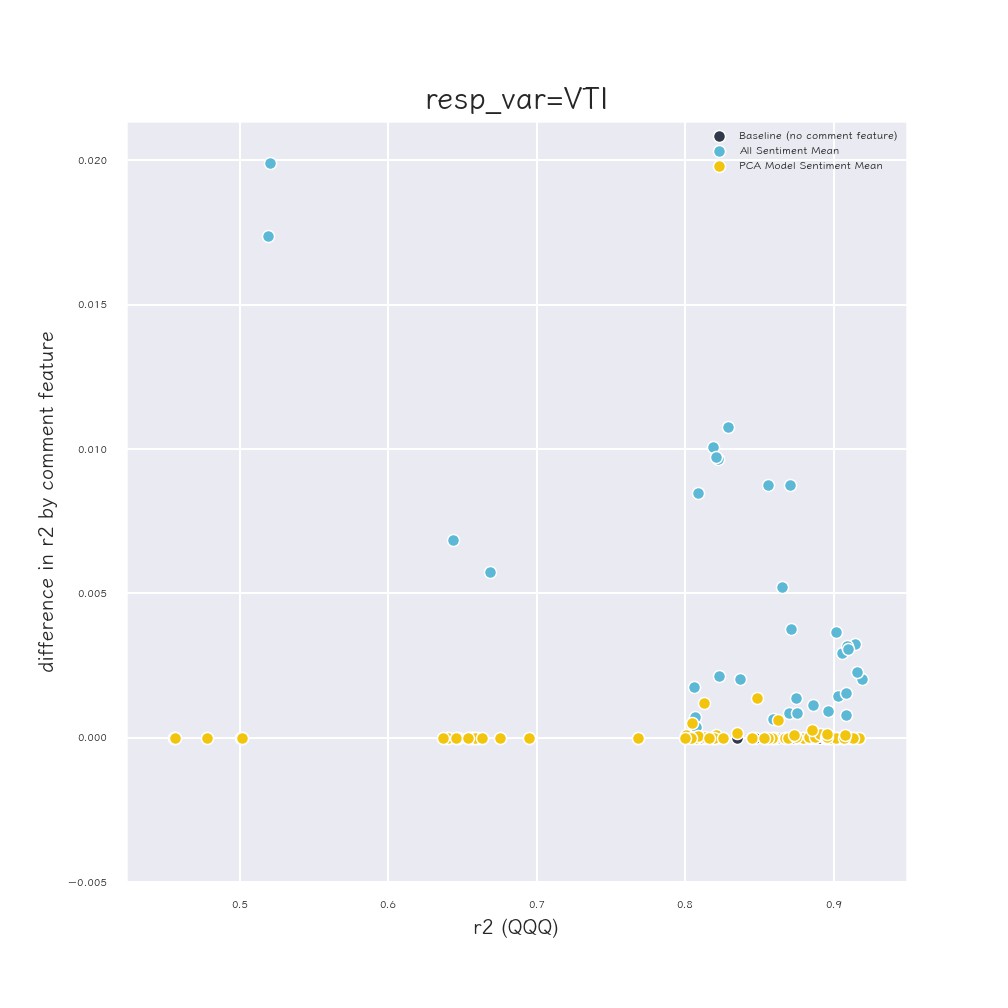 resp_var=VTI
Baseline (no comment feature)
All Sentiment Mean
PCA Model Sentiment Mean
0.020
0.015
0.010
0.005
0.000
−0.005
difference in r2 by comment feature
0.5 0.6 0.7 0.8 0.9
r2 (QQQ)